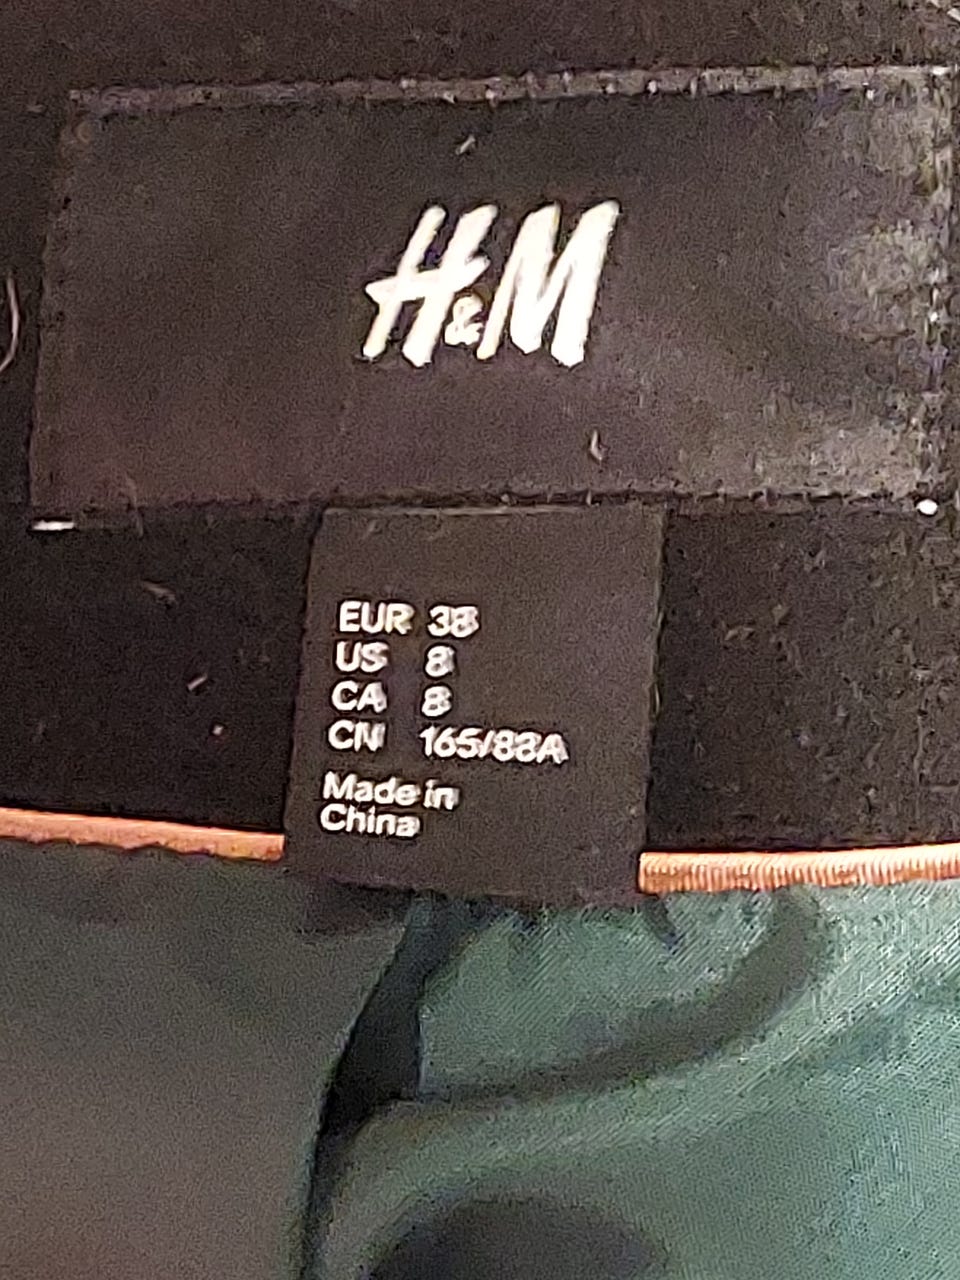 H&M
EUR 38
US 8
CA 8
CN 165/88A
Made in
China